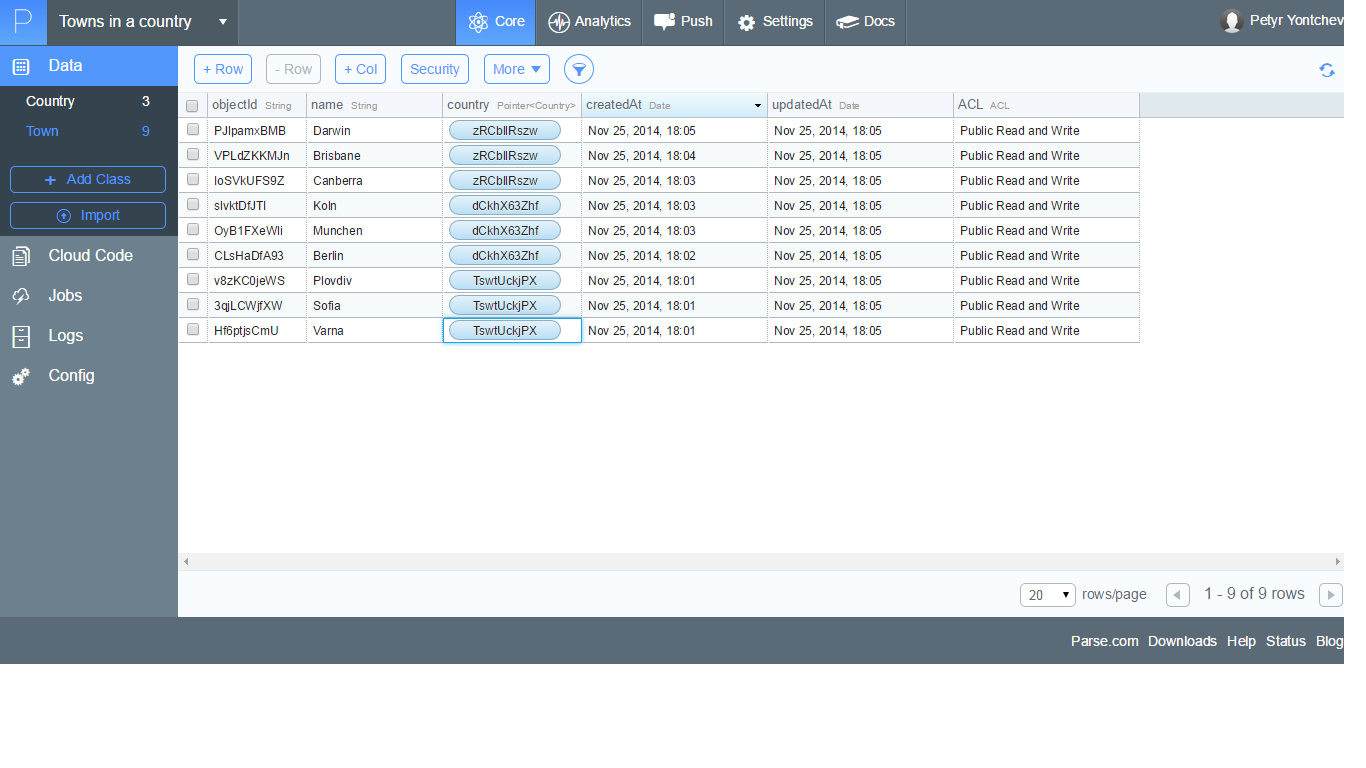 P Towns in a country Core Analytics Push Settings Docs Petyr Yontchev
Data + Row - Row + Col Security More
Country 3
Town 9
+ Add Class
Import
Cloud Code
Jobs
Logs
Config
objectId String name String country Pointer<Country> createdAt Date updatedAt Date ACL ACL
PJIpamxBMB Darwin zRCbllRszw Nov 25, 2014, 18:05 Nov 25, 2014, 18:05 Public Read and Write
VPLdZKKMJn Brisbane zRCbllRszw Nov 25, 2014, 18:04 Nov 25, 2014, 18:05 Public Read and Write
loSVkUFS9Z Canberra zRCbllRszw Nov 25, 2014, 18:03 Nov 25, 2014, 18:05 Public Read and Write
slvktDfJTl Koln dCkhX63Zhf Nov 25, 2014, 18:03 Nov 25, 2014, 18:05 Public Read and Write
OyB1FXeWli Munchen dCkhX63Zhf Nov 25, 2014, 18:03 Nov 25, 2014, 18:05 Public Read and Write
CLsHaDfA93 Berlin dCkhX63Zhf Nov 25, 2014, 18:02 Nov 25, 2014, 18:05 Public Read and Write
v8zKC0jeWS Plovdiv TswtUckjPX Nov 25, 2014, 18:01 Nov 25, 2014, 18:05 Public Read and Write
3qjLCWjfXW Sofia TswtUckjPX Nov 25, 2014, 18:01 Nov 25, 2014, 18:05 Public Read and Write
Hf6ptjsCmU Varna TswtUckjPX Nov 25, 2014, 18:01 Nov 25, 2014, 18:05 Public Read and Write
20 rows/page 1 - 9 of 9 rows
Parse.com Downloads Help Status Blog